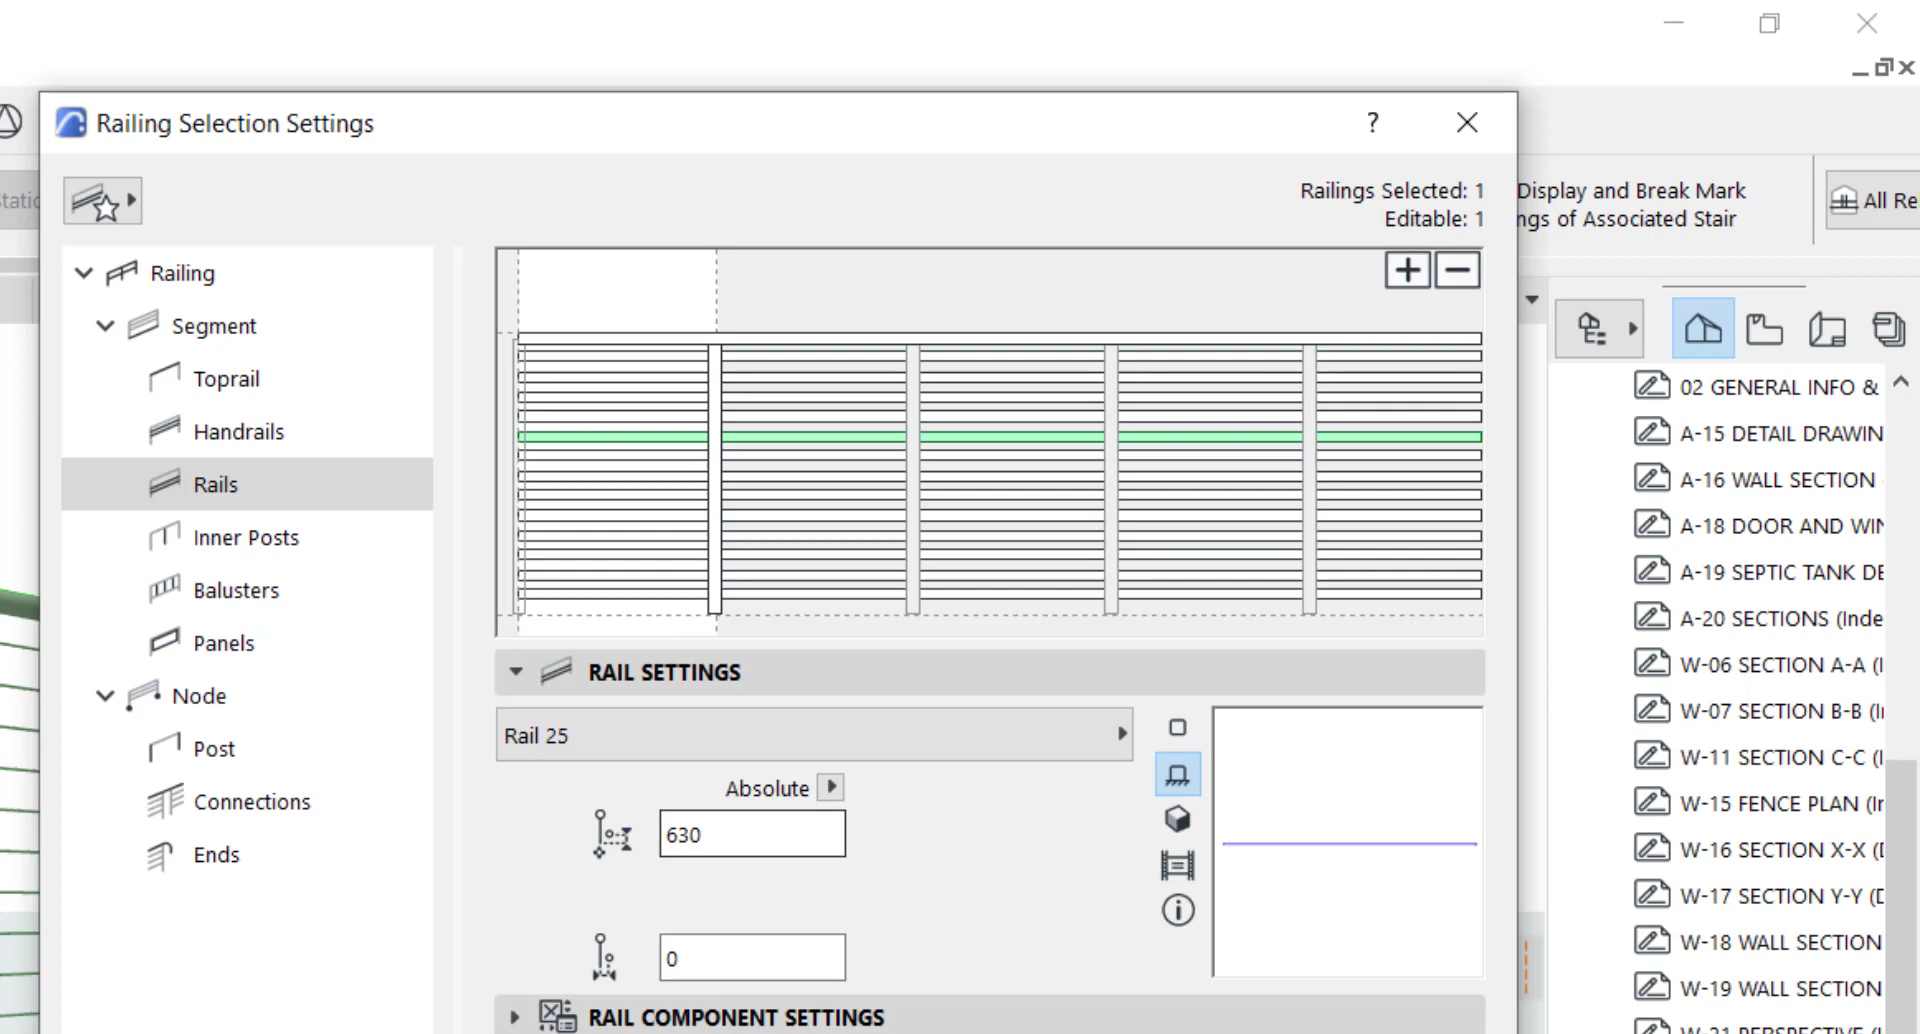 Railing Selection Settings
?
Railings Selected: 1
Editable: 1
Display and Break Mark
ngs of Associated Stair
All Re
Railing
Segment
Toprail
Handrails
Rails
Inner Posts
Balusters
Panels
Node
Post
Connections
Ends
RAIL SETTINGS
Rail 25
Absolute
630
0
RAIL COMPONENT SETTINGS
02 GENERAL INFO &
A-15 DETAIL DRAWIN
A-16 WALL SECTION
A-18 DOOR AND WIN
A-19 SEPTIC TANK DE
A-20 SECTIONS (Inde
W-06 SECTION A-A (I
W-07 SECTION B-B (I
W-11 SECTION C-C (I
W-15 FENCE PLAN (Ir
W-16 SECTION X-X (D
W-17 SECTION Y-Y (D
W-18 WALL SECTION
W-19 WALL SECTION